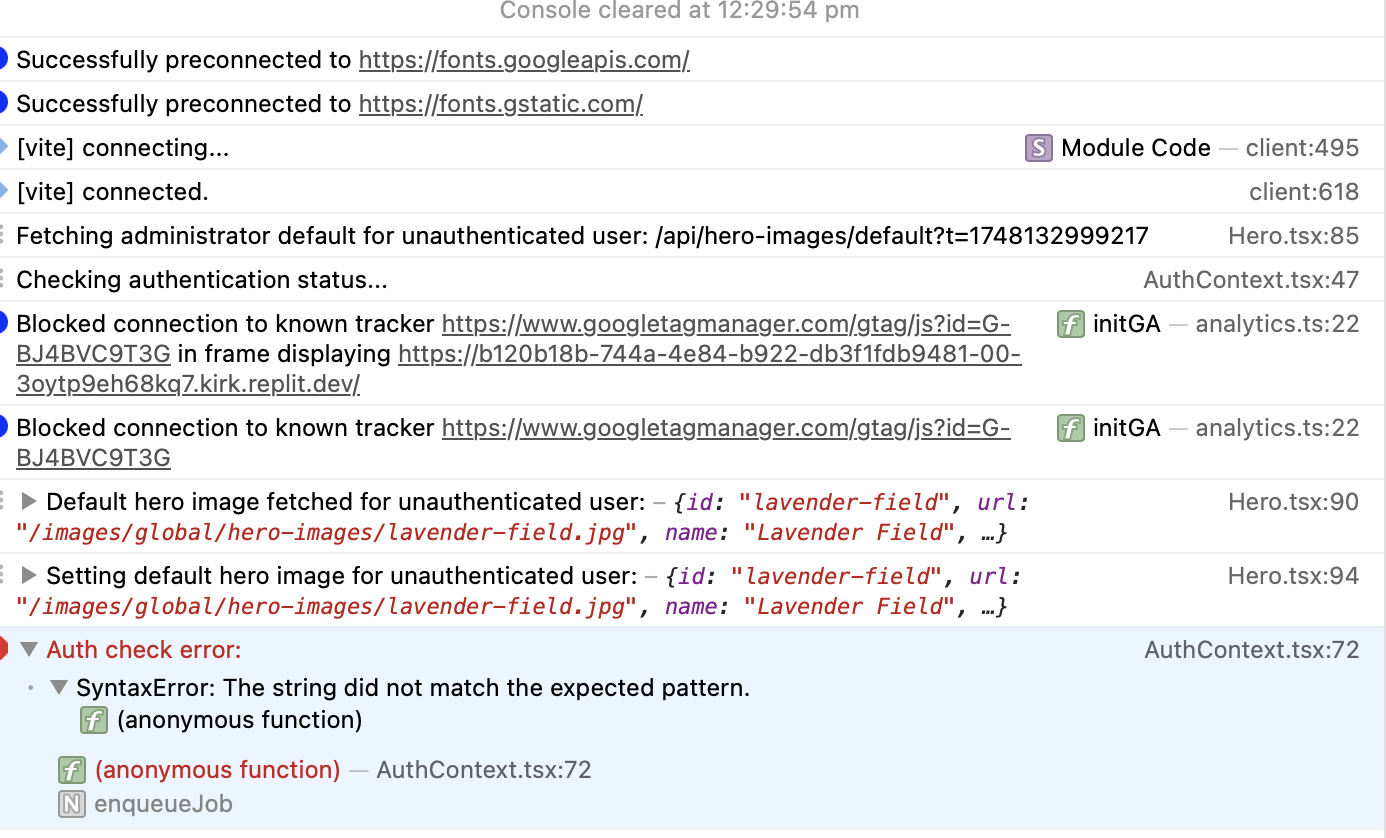 Console cleared at 12:29:54 pm
Successfully preconnected to https://fonts.googleapis.com/
Successfully preconnected to https://fonts.gstatic.com/
[vite] connecting... S Module Code — client:495
[vite] connected. client:618
Fetching administrator default for unauthenticated user: /api/hero-images/default?t=1748132999217 Hero.tsx:85
Checking authentication status... AuthContext.tsx:47
Blocked connection to known tracker https://www.googletagmanager.com/gtag/js?id=G- f initGA — analytics.ts:22
BJ4BVC9T3G in frame displaying https://b120b18b-744a-4e84-b922-db3f1fdb9481-00-
3oytp9eh68kq7.kirk.replit.dev/
Blocked connection to known tracker https://www.googletagmanager.com/gtag/js?id=G- f initGA — analytics.ts:22
BJ4BVC9T3G
Default hero image fetched for unauthenticated user: – {id: "lavender-field", url: Hero.tsx:90
"/images/global/hero-images/lavender-field.jpg", name: "Lavender Field", …}
Setting default hero image for unauthenticated user: – {id: "lavender-field", url: Hero.tsx:94
"/images/global/hero-images/lavender-field.jpg", name: "Lavender Field", …}
Auth check error: AuthContext.tsx:72
SyntaxError: The string did not match the expected pattern.
f (anonymous function)
f (anonymous function) — AuthContext.tsx:72
N enqueueJob